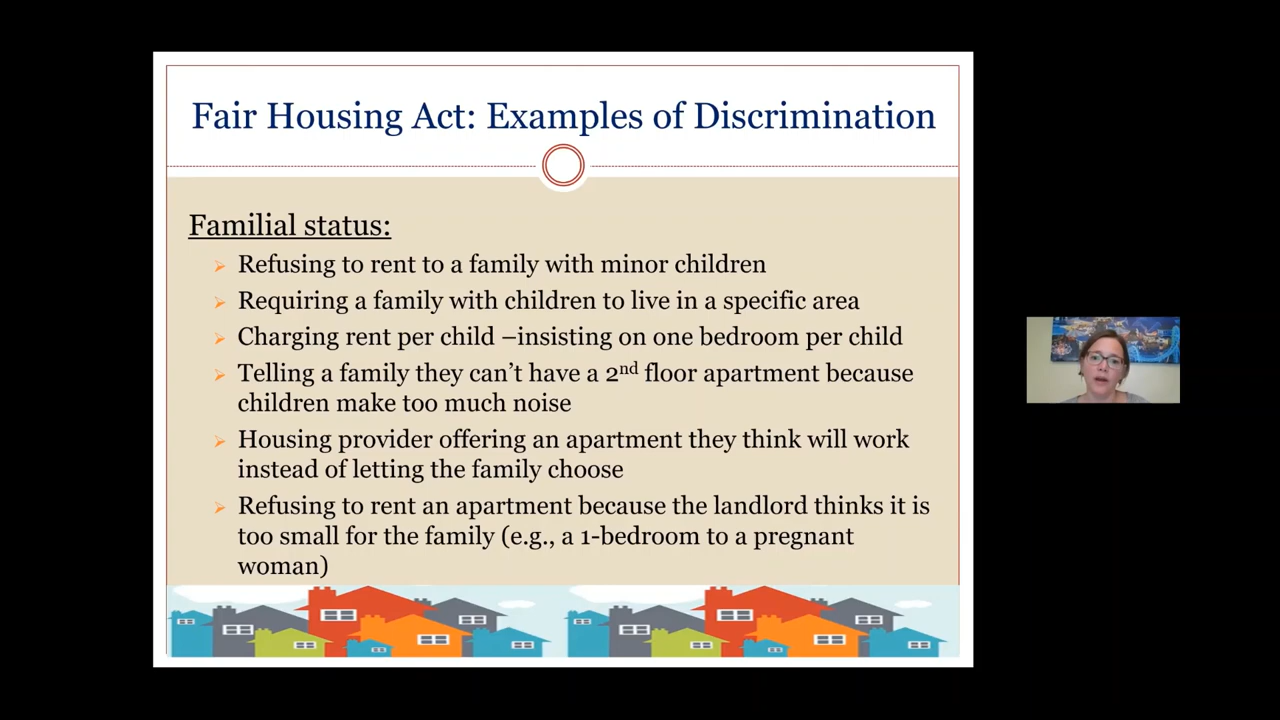 Fair Housing Act: Examples of Discrimination
Familial status:
Refusing to rent to a family with minor children
Requiring a family with children to live in a specific area
Charging rent per child –insisting on one bedroom per child
Telling a family they can’t have a 2nd floor apartment because
children make too much noise
Housing provider offering an apartment they think will work
instead of letting the family choose
Refusing to rent an apartment because the landlord thinks it is
too small for the family (e.g., a 1-bedroom to a pregnant
woman)